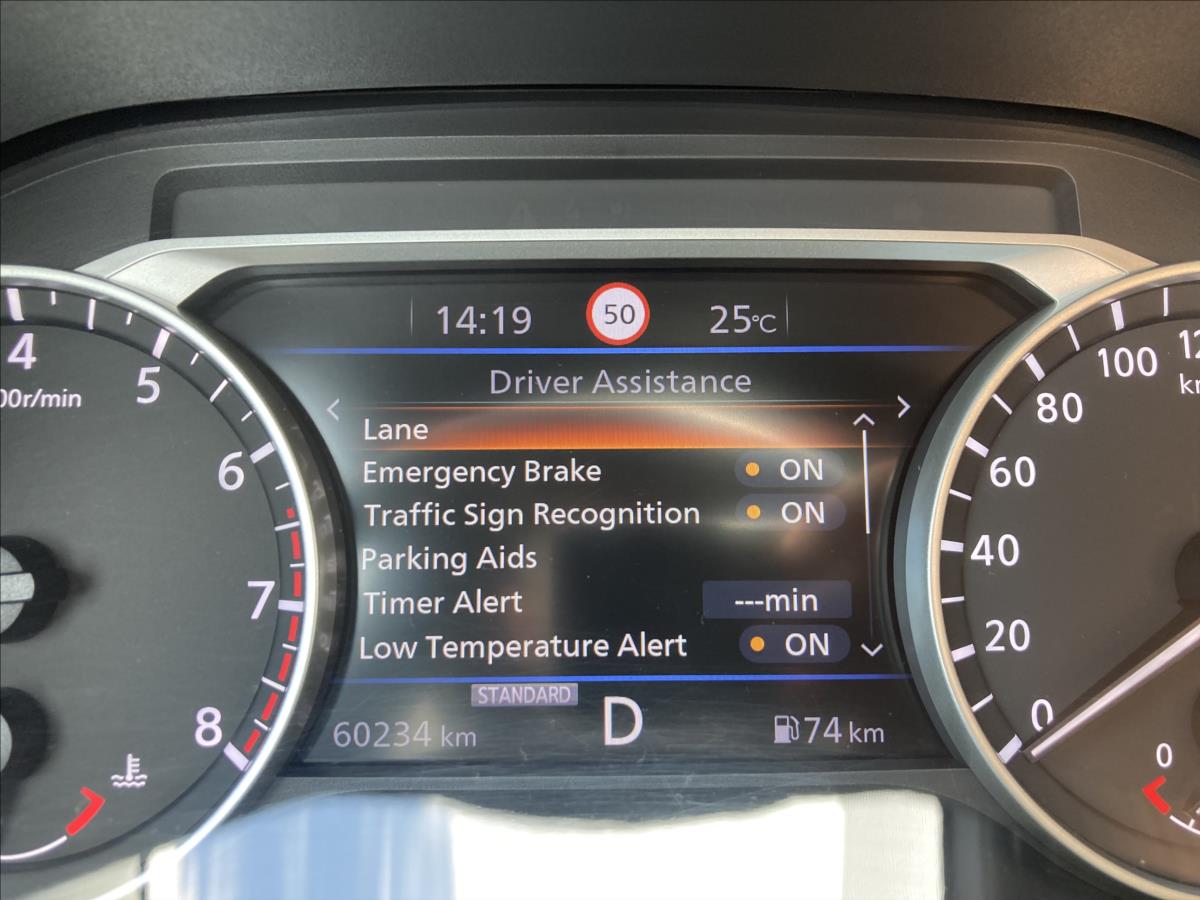 14:19 50 25°C
Driver Assistance
Lane
Emergency Brake ON
Traffic Sign Recognition ON
Parking Aids
Timer Alert ---min
Low Temperature Alert ON
STANDARD
60234 km D 74 km
4
5
6
7
8
00r/min
100
80
60
40
20
0
0